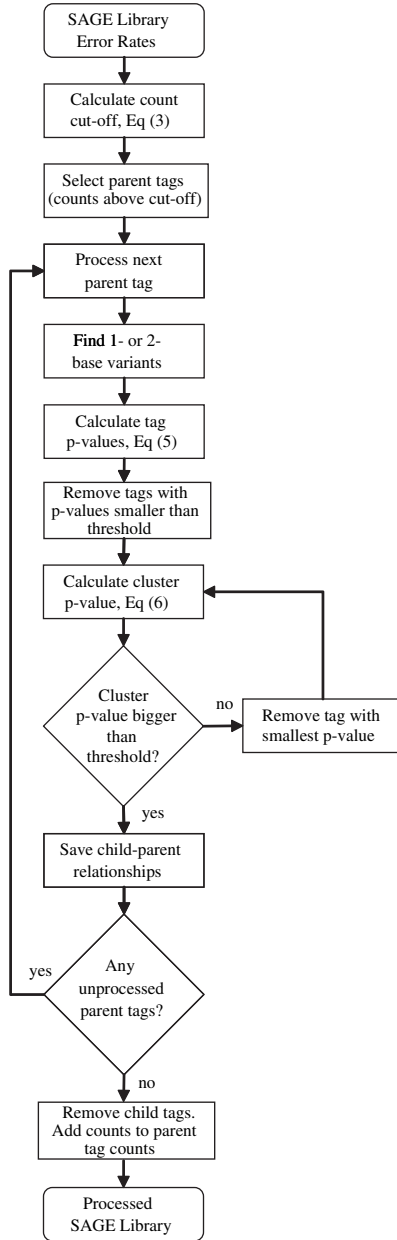 SAGE Library
Error Rates
Calculate count
cut-off, Eq (3)
Select parent tags
(counts above cut-off)
Process next
parent tag
Find 1- or 2-
base variants
Calculate tag
p-values, Eq (5)
Remove tags with
p-values smaller than
threshold
Calculate cluster
p-value, Eq (6)
Cluster
p-value bigger
than
threshold?
no
Remove tag with
smallest p-value
yes
Save child-parent
relationships
yes
Any
unprocessed
parent tags?
no
Remove child tags.
Add counts to parent
tag counts
Processed
SAGE Library